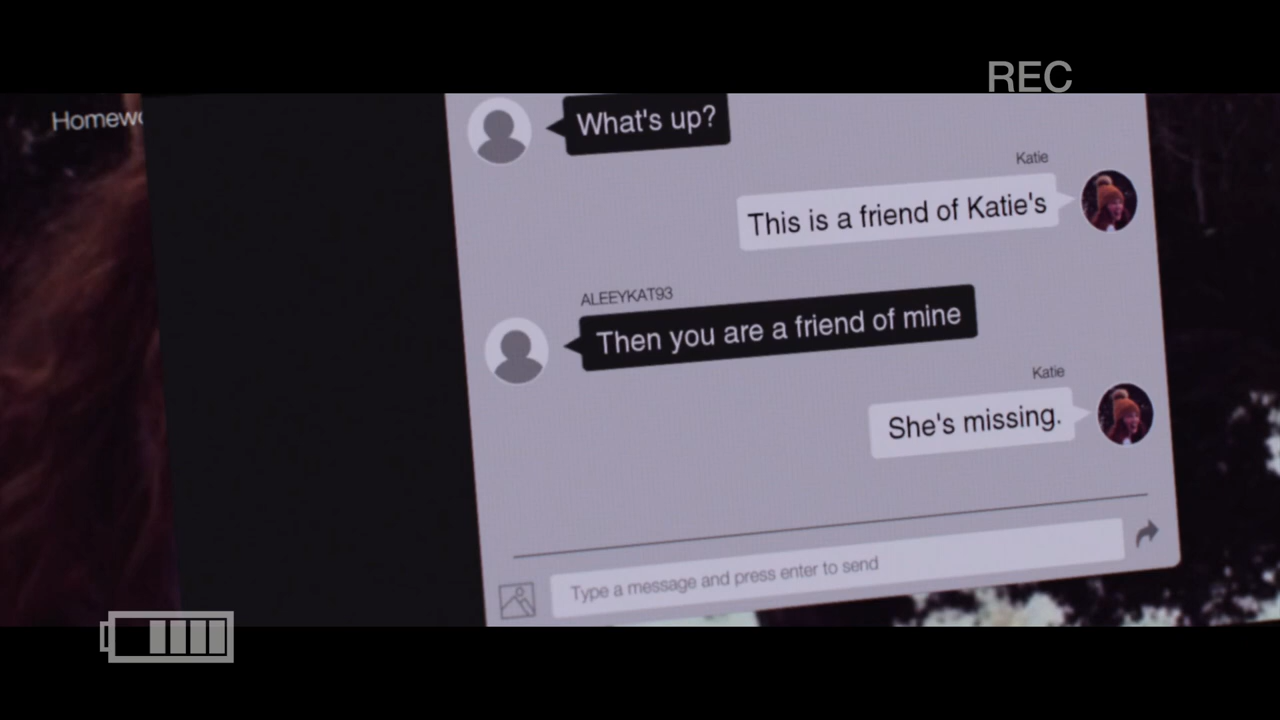 REC
Homew
What's up?
Katie
This is a friend of Katie's
ALEEYKAT93
Then you are a friend of mine
Katie
She's missing.
Type a message and press enter to send